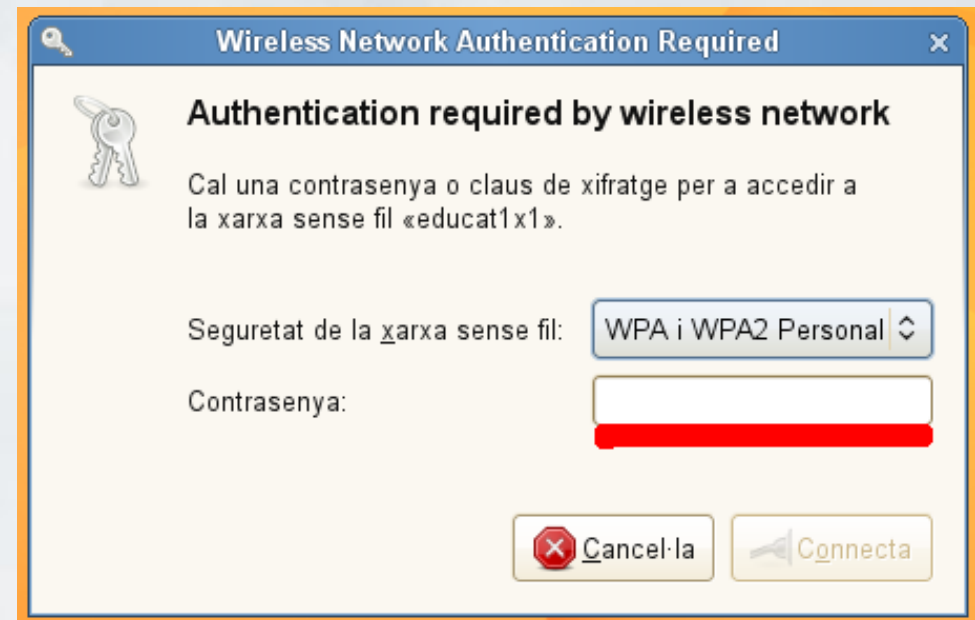 Wireless Network Authentication Required
Authentication required by wireless network
Cal una contrasenya o claus de xifratge per a accedir a
la xarxa sense fil «educat1x1».
Seguretat de la xarxa sense fil: WPA i WPA2 Personal
Contrasenya:
Cancel·la Connecta